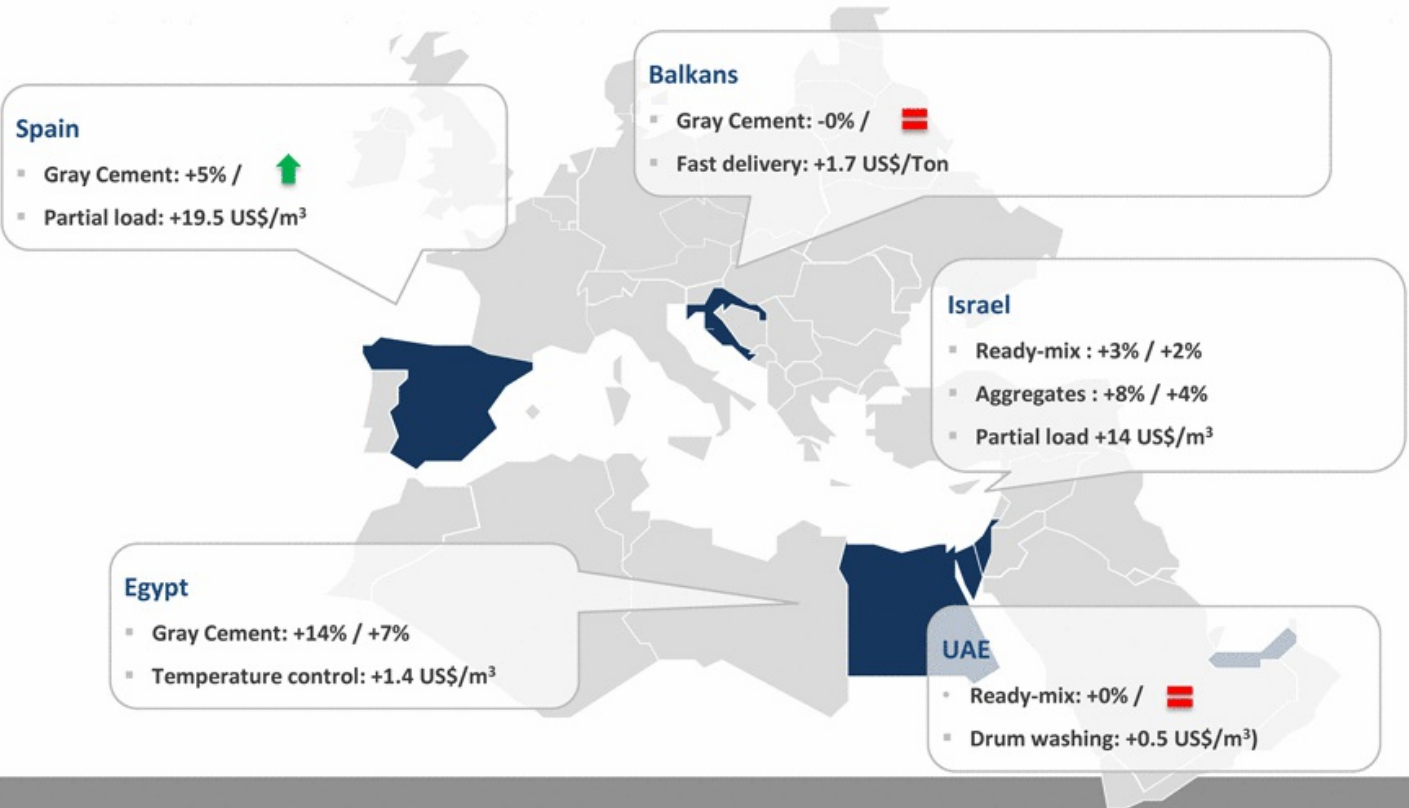 Spain
Gray Cement: +5% /
Partial load: +19.5 US$/m³
Balkans
Gray Cement: -0% /
Fast delivery: +1.7 US$/Ton
Israel
Ready-mix : +3% / +2%
Aggregates : +8% / +4%
Partial load +14 US$/m³
Egypt
Gray Cement: +14% / +7%
Temperature control: +1.4 US$/m³
UAE
Ready-mix: +0% /
Drum washing: +0.5 US$/m³)